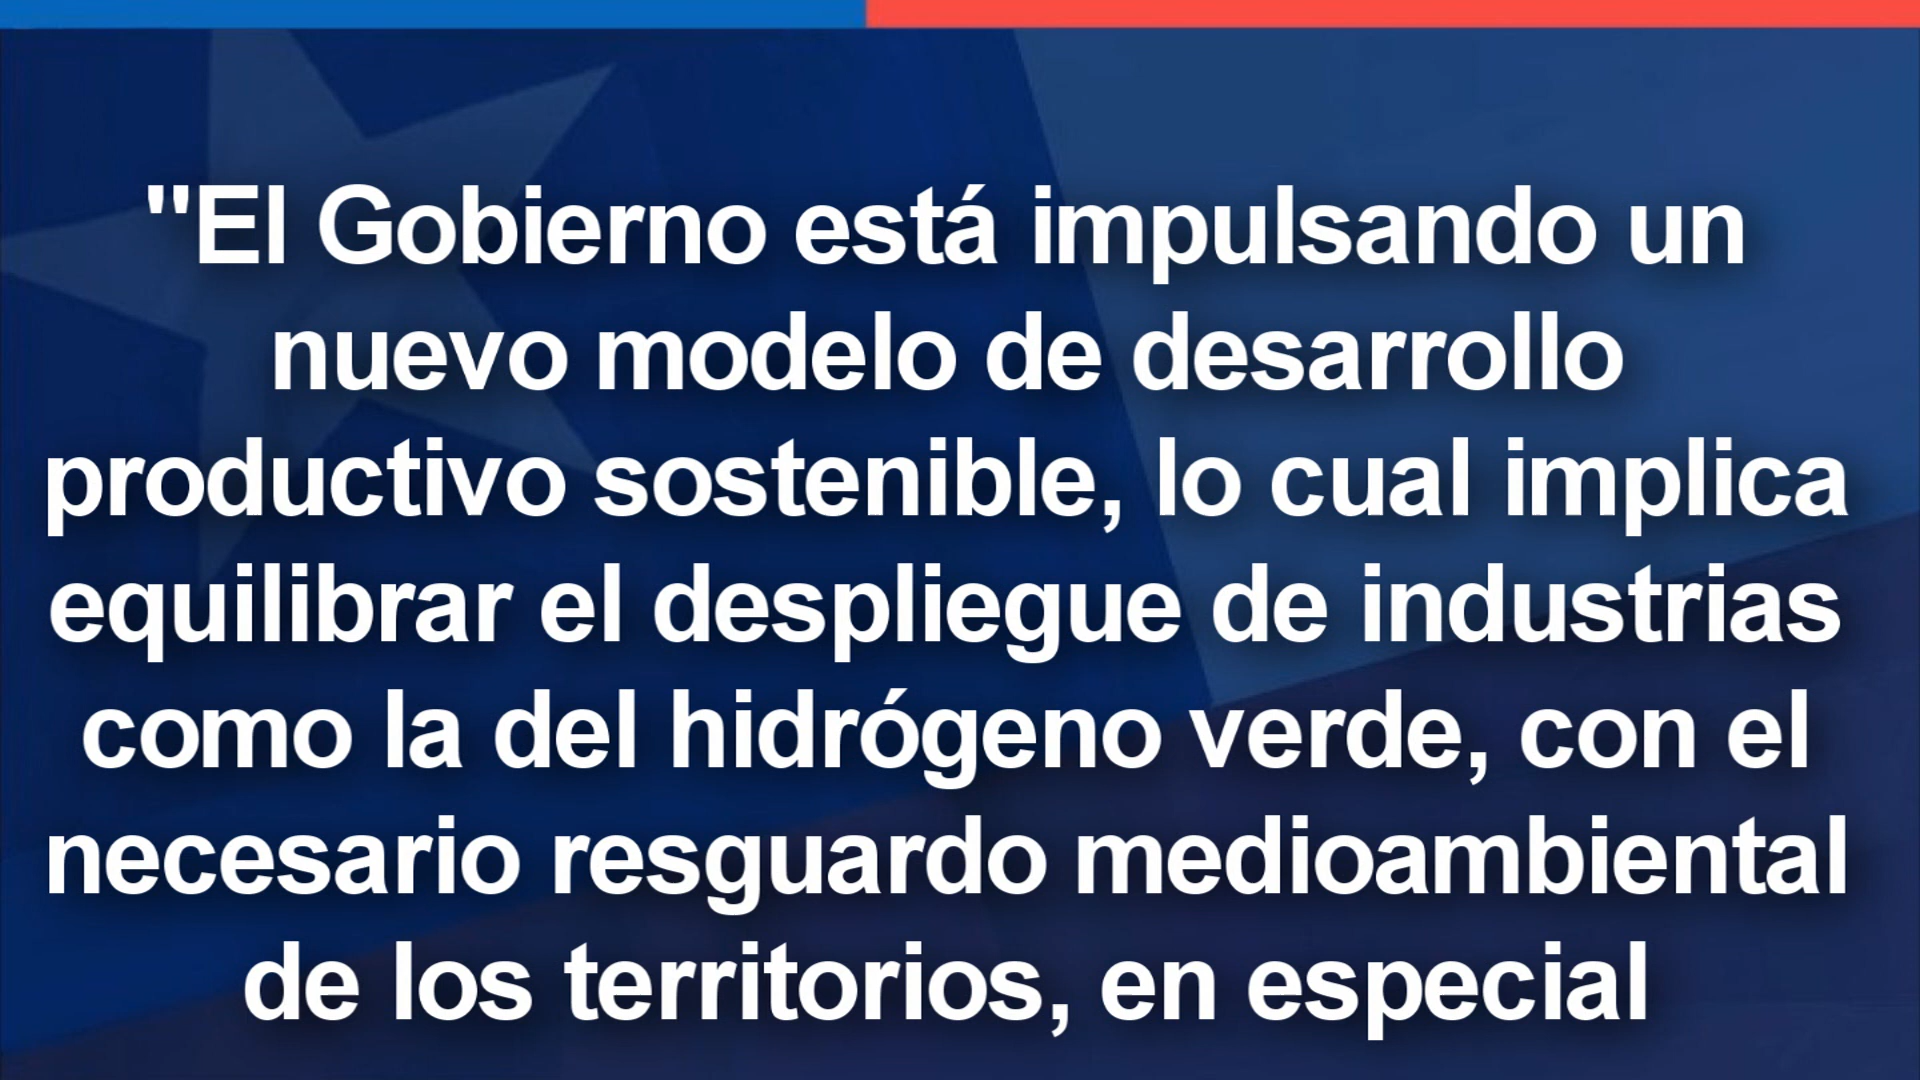 "El Gobierno está impulsando un
nuevo modelo de desarrollo
productivo sostenible, lo cual implica
equilibrar el despliegue de industrias
como la del hidrógeno verde, con el
necesario resguardo medioambiental
de los territorios, en especial